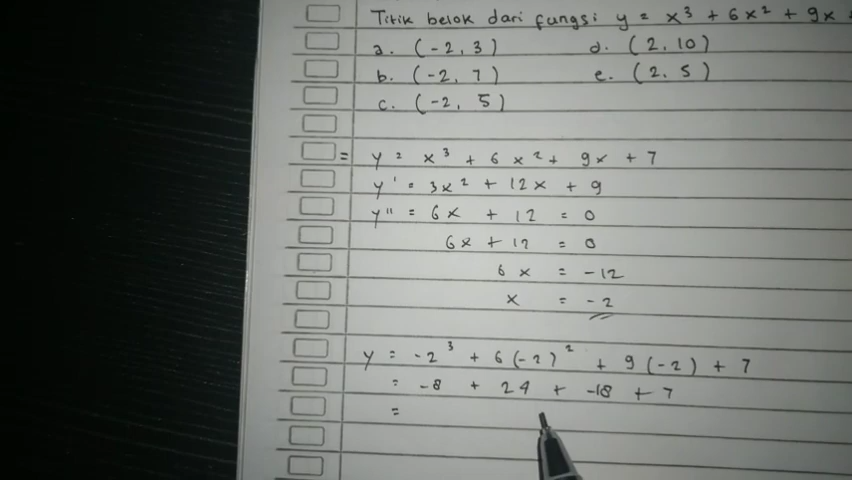 Titik belok dari fungsi y = x³ + 6x² + 9x +
a. (-2, 3) d. (2, 10)
b. (-2, 7) e. (2, 5)
c. (-2, 5)
= y = x³ + 6x² + 9x + 7
y' = 3x² + 12x + 9
y'' = 6x + 12 = 0
6x + 12 = 0
6x = -12
x = -2
y = -2³ + 6(-2)² + 9(-2) + 7
= -8 + 24 + -18 + 7
=